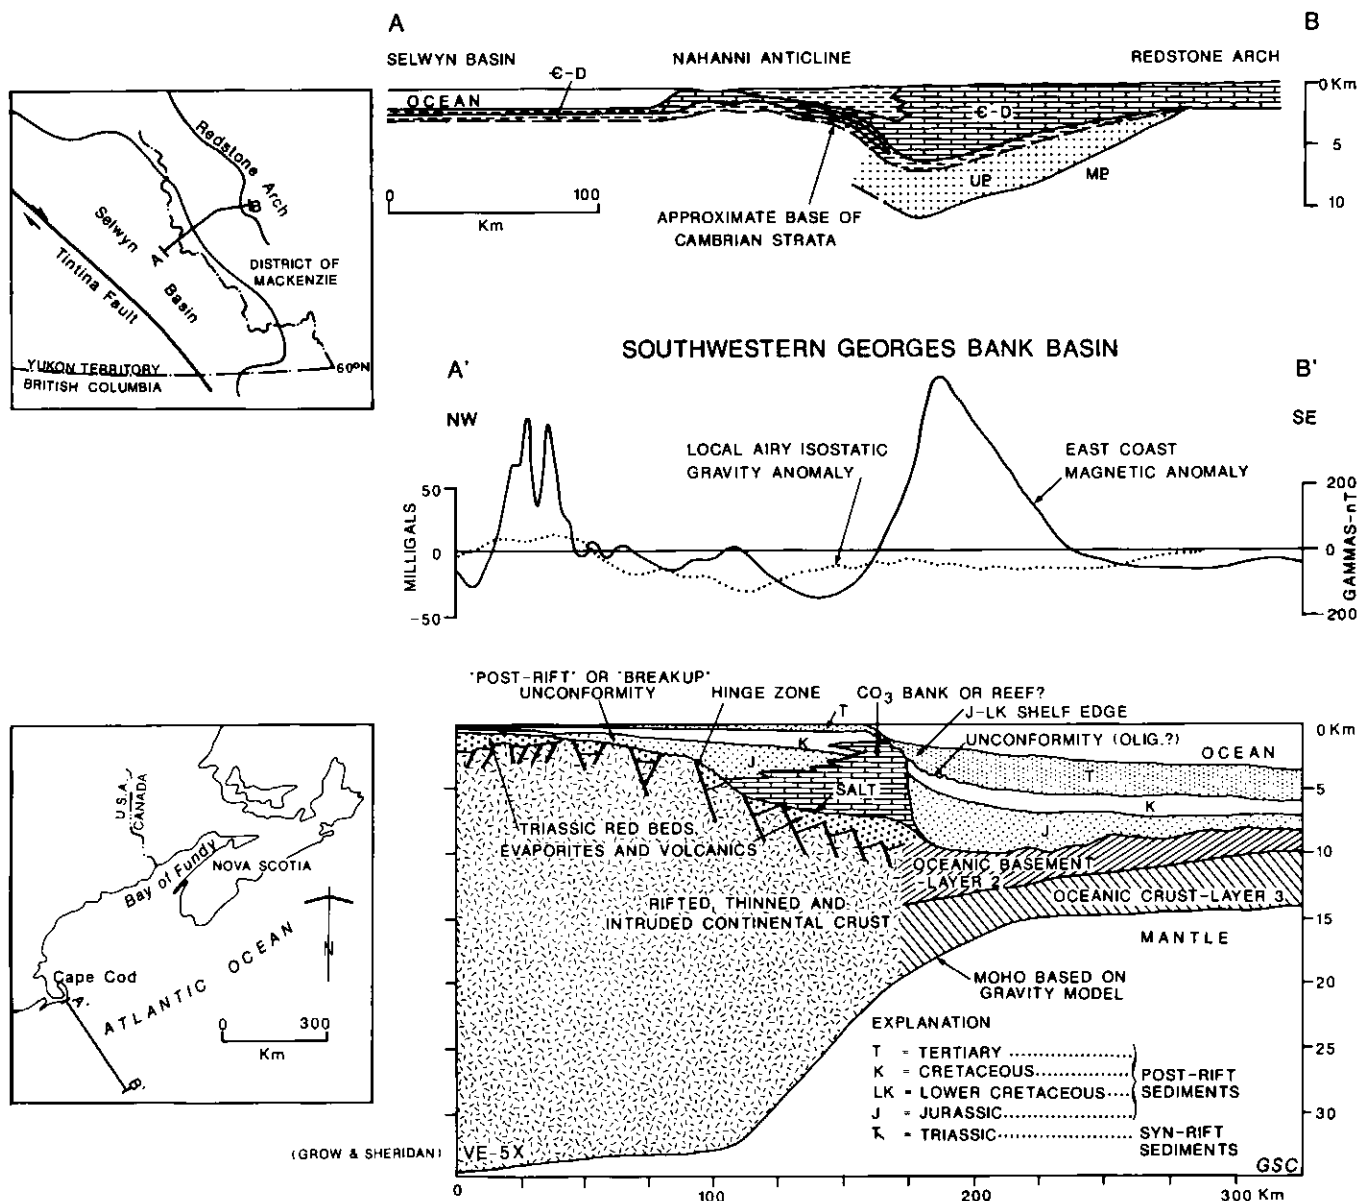 A
B
SELWYN BASIN
NAHANNI ANTICLINE
REDSTONE ARCH
Є-D
OCEAN
Є-D
UP
MP
0 Km
5
10
0
100
Km
APPROXIMATE BASE OF
CAMBRIAN STRATA
Redstone Arch
Selwyn
Basin
A
B
Tintina Fault
DISTRICT OF
MACKENZIE
YUKON TERRITORY
BRITISH COLUMBIA
60°N
SOUTHWESTERN GEORGES BANK BASIN
A'
B'
NW
SE
LOCAL AIRY ISOSTATIC
GRAVITY ANOMALY
EAST COAST
MAGNETIC ANOMALY
MILLIGALS
50
0
-50
GAMMAS-nT
200
0
200
'POST-RIFT' OR 'BREAKUP'
UNCONFORMITY
HINGE ZONE
CO3 BANK OR REEF?
J-LK SHELF EDGE
UNCONFORMITY (OLIG.?)
OCEAN
T
K
J
SALT
T
K
J
TRIASSIC RED BEDS,
EVAPORITES AND VOLCANICS
OCEANIC BASEMENT
-LAYER 2
OCEANIC CRUST-LAYER 3
RIFTED, THINNED AND
INTRUDED CONTINENTAL CRUST
MANTLE
MOHO BASED ON
GRAVITY MODEL
0 Km
5
10
15
20
25
30
EXPLANATION
T = TERTIARY
K = CRETACEOUS
LK = LOWER CRETACEOUS
J = JURASSIC
POST-RIFT
SEDIMENTS
Ꞧ = TRIASSIC
SYN-RIFT
SEDIMENTS
GSC
VE-5X
0
100
200
300 Km
(GROW & SHERIDAN)
U.S.A.
CANADA
Bay of Fundy
NOVA SCOTIA
ATLANTIC OCEAN
N
Cape Cod
A'
B'
0
300
Km